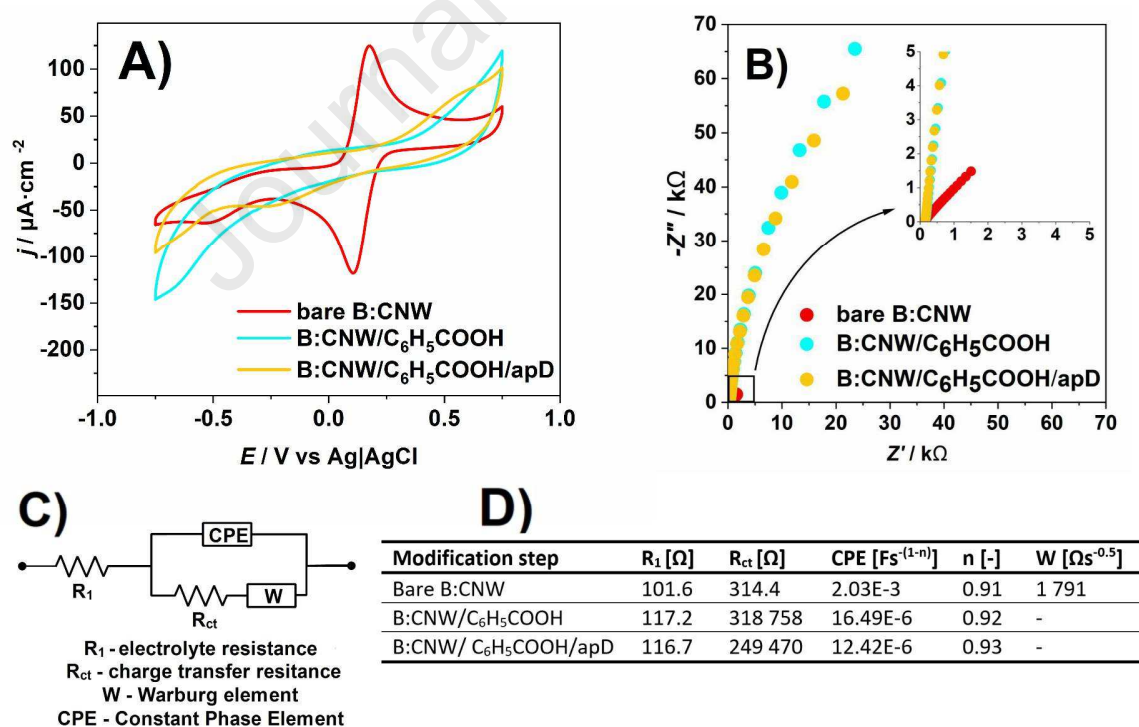 Journa
A)
j / µA·cm⁻²
100
50
0
-50
-100
-150
-200
-1.0 -0.5 0.0 0.5 1.0
E / V vs Ag|AgCl
bare B:CNW
B:CNW/C₆H₅COOH
B:CNW/C₆H₅COOH/apD
B)
-Z″ / kΩ
70
60
50
40
30
20
10
0
0 10 20 30 40 50 60 70
Z′ / kΩ
5
4
3
2
1
0
0 1 2 3 4 5
bare B:CNW
B:CNW/C₆H₅COOH
B:CNW/C₆H₅COOH/apD
C)
CPE
R₁
W
Rct
R₁ - electrolyte resistance
Rct - charge transfer resitance
W - Warburg element
CPE - Constant Phase Element
D)
Modification step R₁ [Ω] Rct [Ω] CPE [Fs⁻⁽¹⁻ⁿ⁾] n [-] W [Ωs⁻⁰·⁵]
Bare B:CNW 101.6 314.4 2.03E-3 0.91 1 791
B:CNW/C₆H₅COOH 117.2 318 758 16.49E-6 0.92 -
B:CNW/ C₆H₅COOH/apD 116.7 249 470 12.42E-6 0.93 -